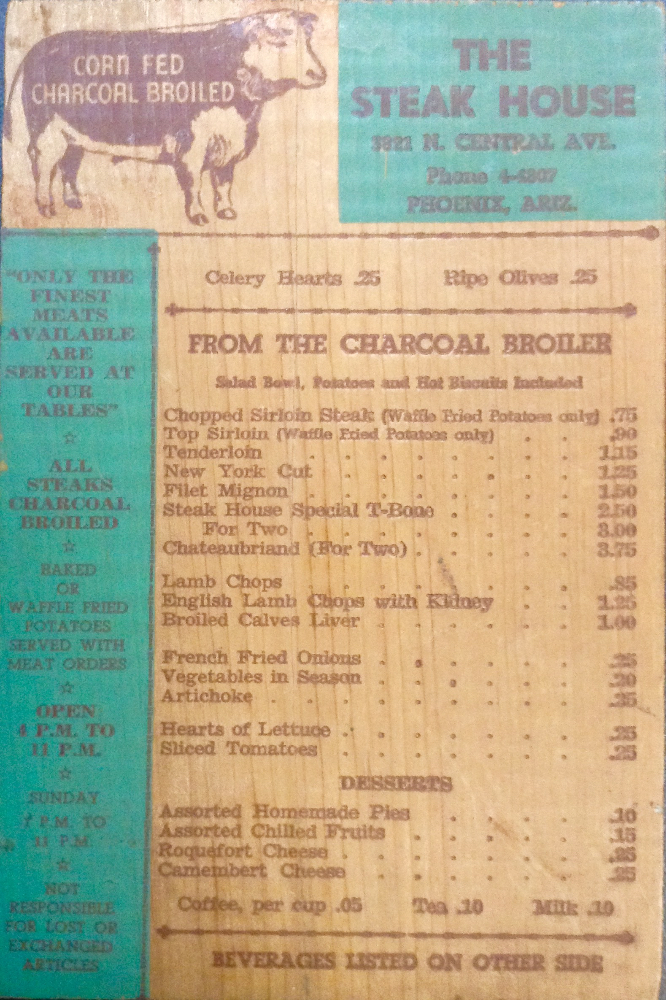 CORN FED
CHARCOAL BROILED
THE
STEAK HOUSE
3821 N. CENTRAL AVE.
Phone 4-4807
PHOENIX, ARIZ.
"ONLY THE
FINEST
MEATS
AVAILABLE
ARE
SERVED AT
OUR
TABLES"
ALL
STEAKS
CHARCOAL
BROILED
BAKED
OR
WAFFLE FRIED
POTATOES
SERVED WITH
MEAT ORDERS
OPEN
4 P.M. TO
11 P.M.
SUNDAY
P.M. TO
11 P.M.
NOT
RESPONSIBLE
FOR LOST OR
EXCHANGED
ARTICLES
Celery Hearts .25 Ripe Olives .25
FROM THE CHARCOAL BROILER
Salad Bowl, Potatoes and Hot Biscuits Included
Chopped Sirloin Steak (Waffle Fried Potatoes only) .75
Top Sirloin (Waffle Fried Potatoes only) . . .90
Tenderloin . . . . . . . 1.15
New York Cut . . . . . . . 1.25
Filet Mignon . . . . . . . 1.50
Steak House Special T-Bone . . . . 2.50
For Two . . . . . . . 3.00
Chateaubriand (For Two) . . . . . 3.75
Lamb Chops . . . . . . . .85
English Lamb Chops with Kidney . . 1.25
Broiled Calves Liver . . . . . . 1.00
French Fried Onions . . . . . . .25
Vegetables in Season . . . . . . .20
Artichoke . . . . . . . . .35
Hearts of Lettuce . . . . . . .25
Sliced Tomatoes . . . . . . .25
DESSERTS
Assorted Homemade Pies . . . . .10
Assorted Chilled Fruits . . . . .15
Roquefort Cheese . . . . . . .25
Camembert Cheese . . . . . .25
Coffee, per cup .05 Tea .10 Milk .10
BEVERAGES LISTED ON OTHER SIDE